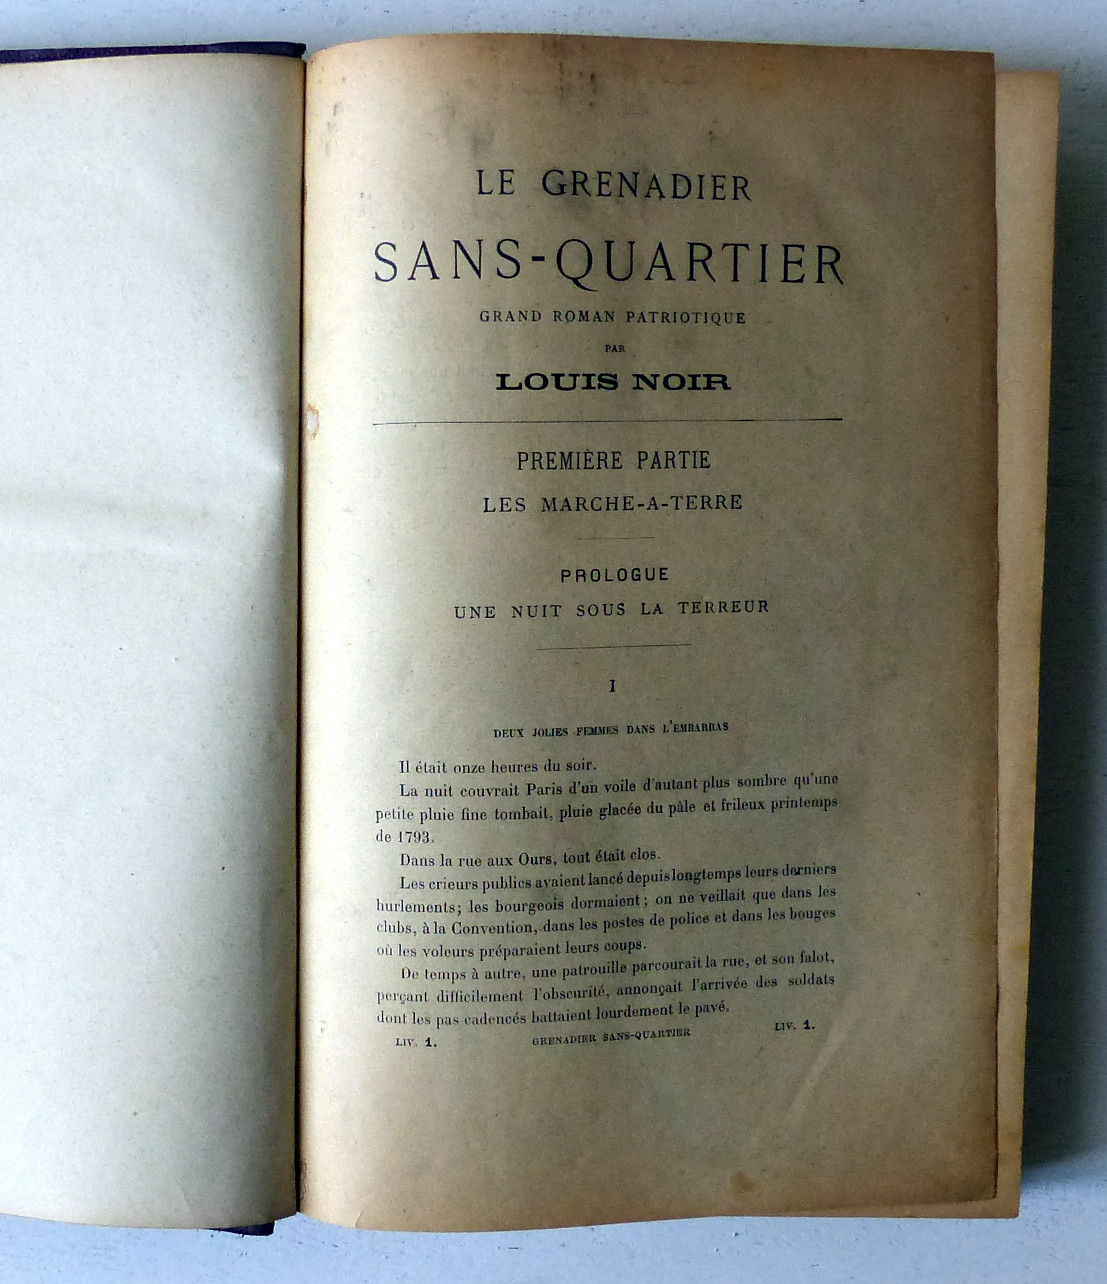 LE GRENADIER
SANS-QUARTIER
GRAND ROMAN PATRIOTIQUE
PAR
LOUIS NOIR
PREMIÈRE PARTIE
LES MARCHE-A-TERRE
PROLOGUE
UNE NUIT SOUS LA TERREUR
I
DEUX JOLIES FEMMES DANS L'EMBARRAS
Il était onze heures du soir.
La nuit couvrait Paris d'un voile d'autant plus sombre qu'une
petite pluie fine tombait, pluie glacée du pâle et frileux printemps
de 1793.
Dans la rue aux Ours, tout était clos.
Les crieurs publics avaient lancé depuis longtemps leurs derniers
hurlements; les bourgeois dormaient; on ne veillait que dans les
clubs, à la Convention, dans les postes de police et dans les bouges
où les voleurs préparaient leurs coups.
De temps à autre, une patrouille parcourait la rue, et son falot,
perçant difficilement l'obscurité, annonçait l'arrivée des soldats
dont les pas cadencés battaient lourdement le pavé.
LIV. 1. GRENADIER SANS-QUARTIER LIV. 1.